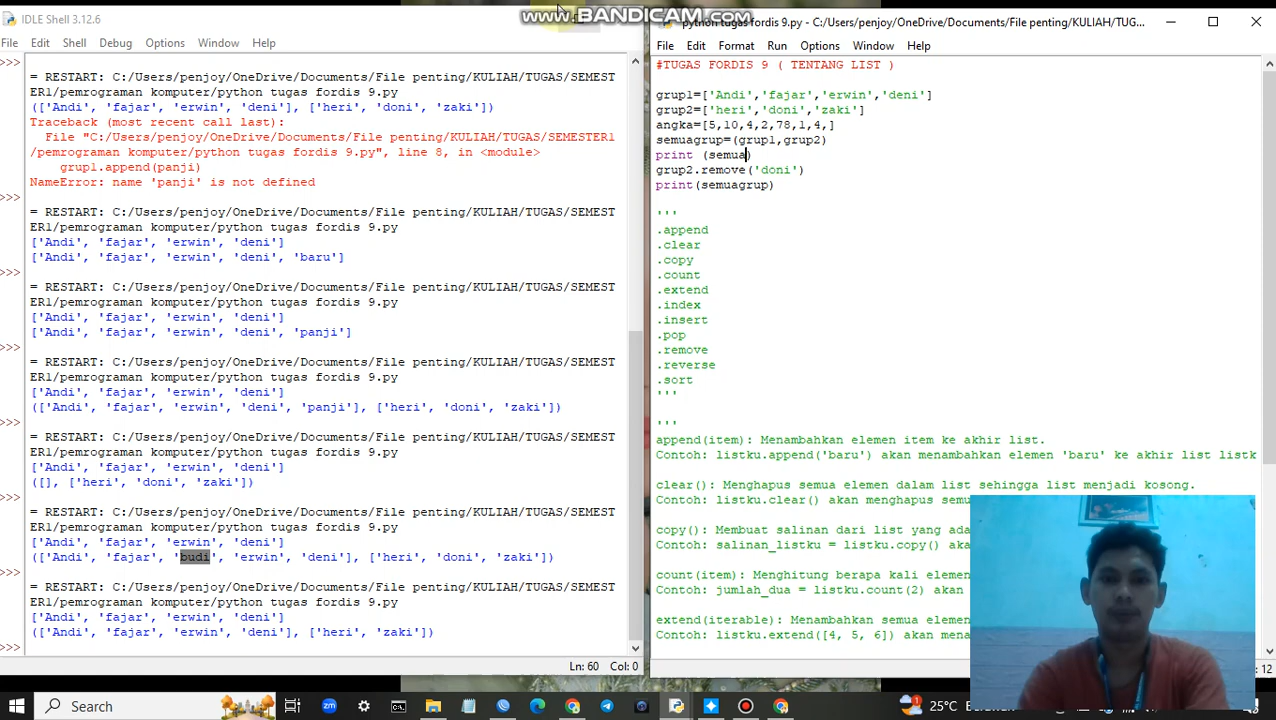 IDLE Shell 3.12.6
File Edit Shell Debug Options Window Help
>>>
= RESTART: C:/Users/penjoy/OneDrive/Documents/File penting/KULIAH/TUGAS/SEMEST
ER1/pemrograman komputer/python tugas fordis 9.py
(['Andi', 'fajar', 'erwin', 'deni'], ['heri', 'doni', 'zaki'])
Traceback (most recent call last):
File "C:/Users/penjoy/OneDrive/Documents/File penting/KULIAH/TUGAS/SEMESTER1
/pemrograman komputer/python tugas fordis 9.py", line 8, in <module>
grup1.append(panji)
NameError: name 'panji' is not defined
>>>
= RESTART: C:/Users/penjoy/OneDrive/Documents/File penting/KULIAH/TUGAS/SEMEST
ER1/pemrograman komputer/python tugas fordis 9.py
['Andi', 'fajar', 'erwin', 'deni']
['Andi', 'fajar', 'erwin', 'deni', 'baru']
>>>
= RESTART: C:/Users/penjoy/OneDrive/Documents/File penting/KULIAH/TUGAS/SEMEST
ER1/pemrograman komputer/python tugas fordis 9.py
['Andi', 'fajar', 'erwin', 'deni']
['Andi', 'fajar', 'erwin', 'deni', 'panji']
>>>
= RESTART: C:/Users/penjoy/OneDrive/Documents/File penting/KULIAH/TUGAS/SEMEST
ER1/pemrograman komputer/python tugas fordis 9.py
['Andi', 'fajar', 'erwin', 'deni']
(['Andi', 'fajar', 'erwin', 'deni', 'panji'], ['heri', 'doni', 'zaki'])
>>>
= RESTART: C:/Users/penjoy/OneDrive/Documents/File penting/KULIAH/TUGAS/SEMEST
ER1/pemrograman komputer/python tugas fordis 9.py
['Andi', 'fajar', 'erwin', 'deni']
([], ['heri', 'doni', 'zaki'])
>>>
= RESTART: C:/Users/penjoy/OneDrive/Documents/File penting/KULIAH/TUGAS/SEMEST
ER1/pemrograman komputer/python tugas fordis 9.py
['Andi', 'fajar', 'erwin', 'deni']
(['Andi', 'fajar', 'budi', 'erwin', 'deni'], ['heri', 'doni', 'zaki'])
>>>
= RESTART: C:/Users/penjoy/OneDrive/Documents/File penting/KULIAH/TUGAS/SEMEST
ER1/pemrograman komputer/python tugas fordis 9.py
['Andi', 'fajar', 'erwin', 'deni']
(['Andi', 'fajar', 'erwin', 'deni'], ['heri', 'zaki'])
>>>
Ln: 60 Col: 0
www.BANDICAM.com
python tugas fordis 9.py - C:/Users/penjoy/OneDrive/Documents/File penting/KULIAH/TUG...
File Edit Format Run Options Window Help
#TUGAS FORDIS 9 ( TENTANG LIST )
grup1=['Andi','fajar','erwin','deni']
grup2=['heri','doni','zaki']
angka=[5,10,4,2,78,1,4,]
semuagrup=(grup1,grup2)
print (semua)
grup2.remove('doni')
print(semuagrup)
'''
.append
.clear
.copy
.count
.extend
.index
.insert
.pop
.remove
.reverse
.sort
'''
'''
append(item): Menambahkan elemen item ke akhir list.
Contoh: listku.append('baru') akan menambahkan elemen 'baru' ke akhir list listk
clear(): Menghapus semua elemen dalam list sehingga list menjadi kosong.
Contoh: listku.clear() akan menghapus semu
copy(): Membuat salinan dari list yang ada
Contoh: salinan_listku = listku.copy() aka
count(item): Menghitung berapa kali elemen
Contoh: jumlah_dua = listku.count(2) akan
extend(iterable): Menambahkan semua elemen
Contoh: listku.extend([4, 5, 6]) akan mena
12
Search
25°C